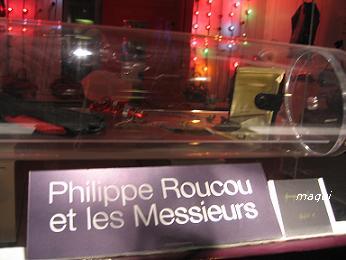 Philippe Roucou
et les Messieurs
maqui